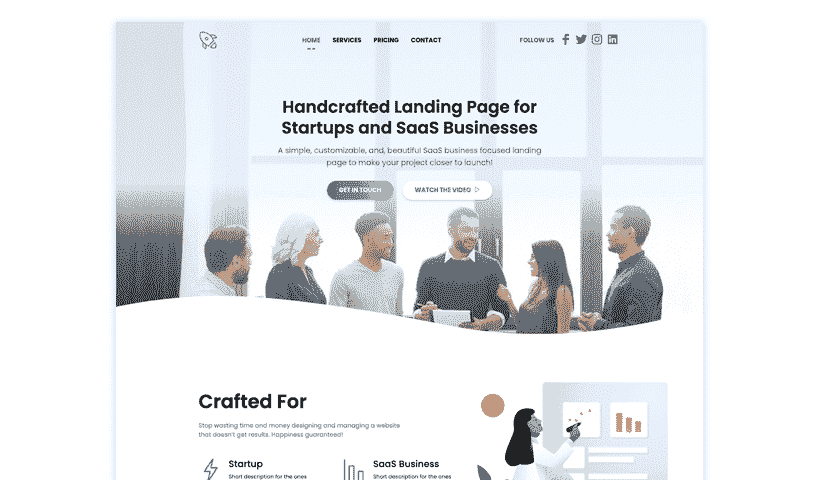 HOME SERVICES PRICING CONTACT FOLLOW US
Handcrafted Landing Page for
Startups and SaaS Businesses
A simple, customizable, and, beautiful SaaS business focused landing
page to make your project closer to launch!
GET IN TOUCH WATCH THE VIDEO
Crafted For
Stop wasting time and money designing and managing a website
that doesn't get results. Happiness guaranteed!
Startup SaaS Business
Short description for the ones Short description for the ones